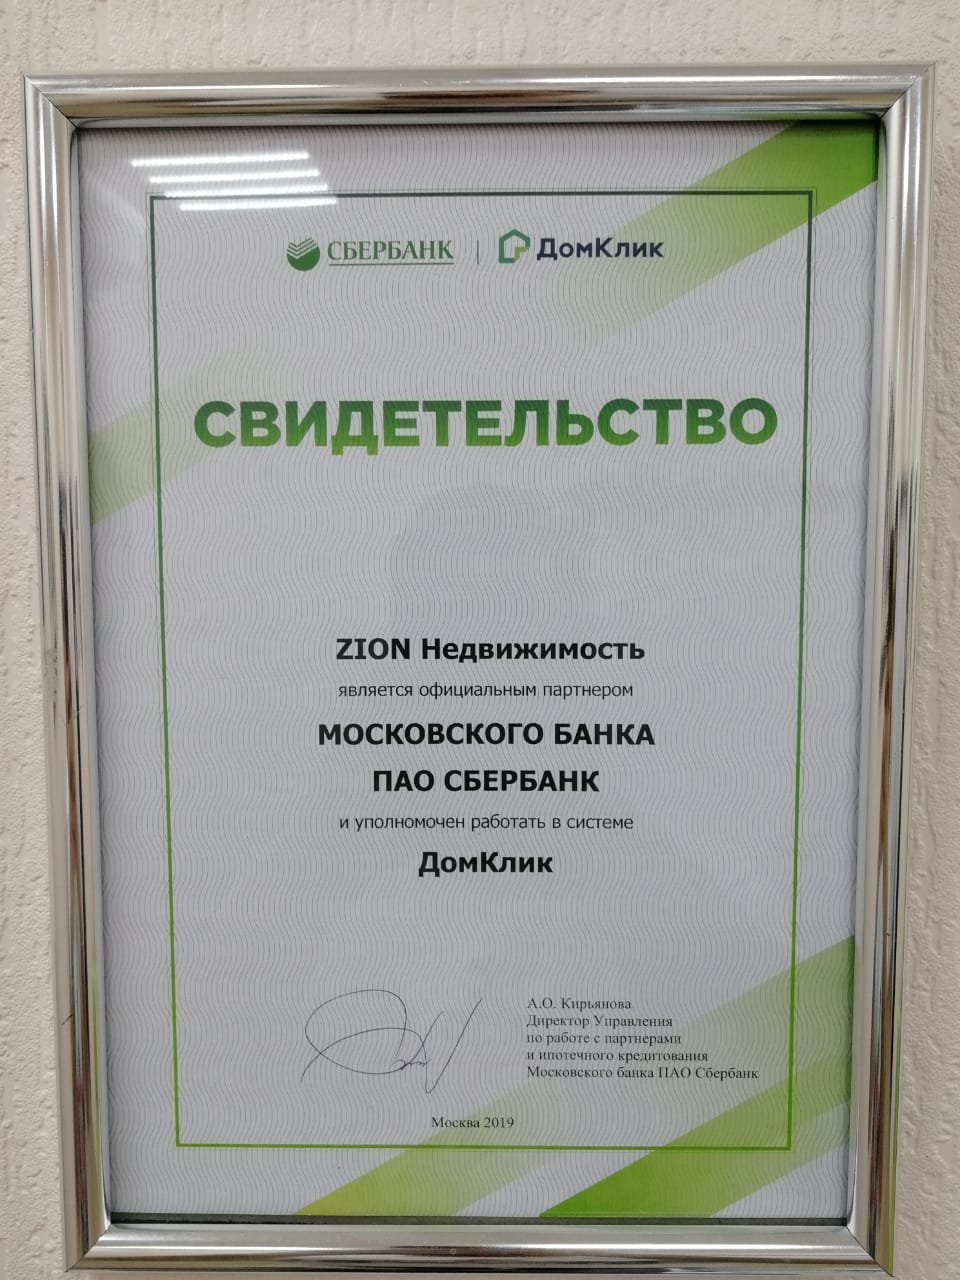 СБЕРБАНК | ДомКлик
СВИДЕТЕЛЬСТВО
ZION Недвижимость
является официальным партнером
МОСКОВСКОГО БАНКА
ПАО СБЕРБАНК
и уполномочен работать в системе
ДомКлик
А.О. Кирьянова
Директор Управления
по работе с партнерами
и ипотечного кредитования
Московского банка ПАО Сбербанк
Москва 2019